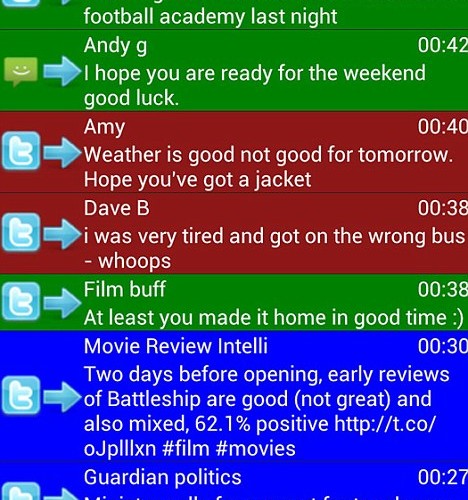 football academy last night
Andy g 00:42
I hope you are ready for the weekend
good luck.
Amy 00:40
Weather is good not good for tomorrow.
Hope you've got a jacket
Dave B 00:38
i was very tired and got on the wrong bus
- whoops
Film buff 00:38
At least you made it home in good time :)
Movie Review Intelli 00:30
Two days before opening, early reviews
of Battleship are good (not great) and
also mixed, 62.1% positive http://t.co/
oJplllxn #film #movies
Guardian politics 00:27